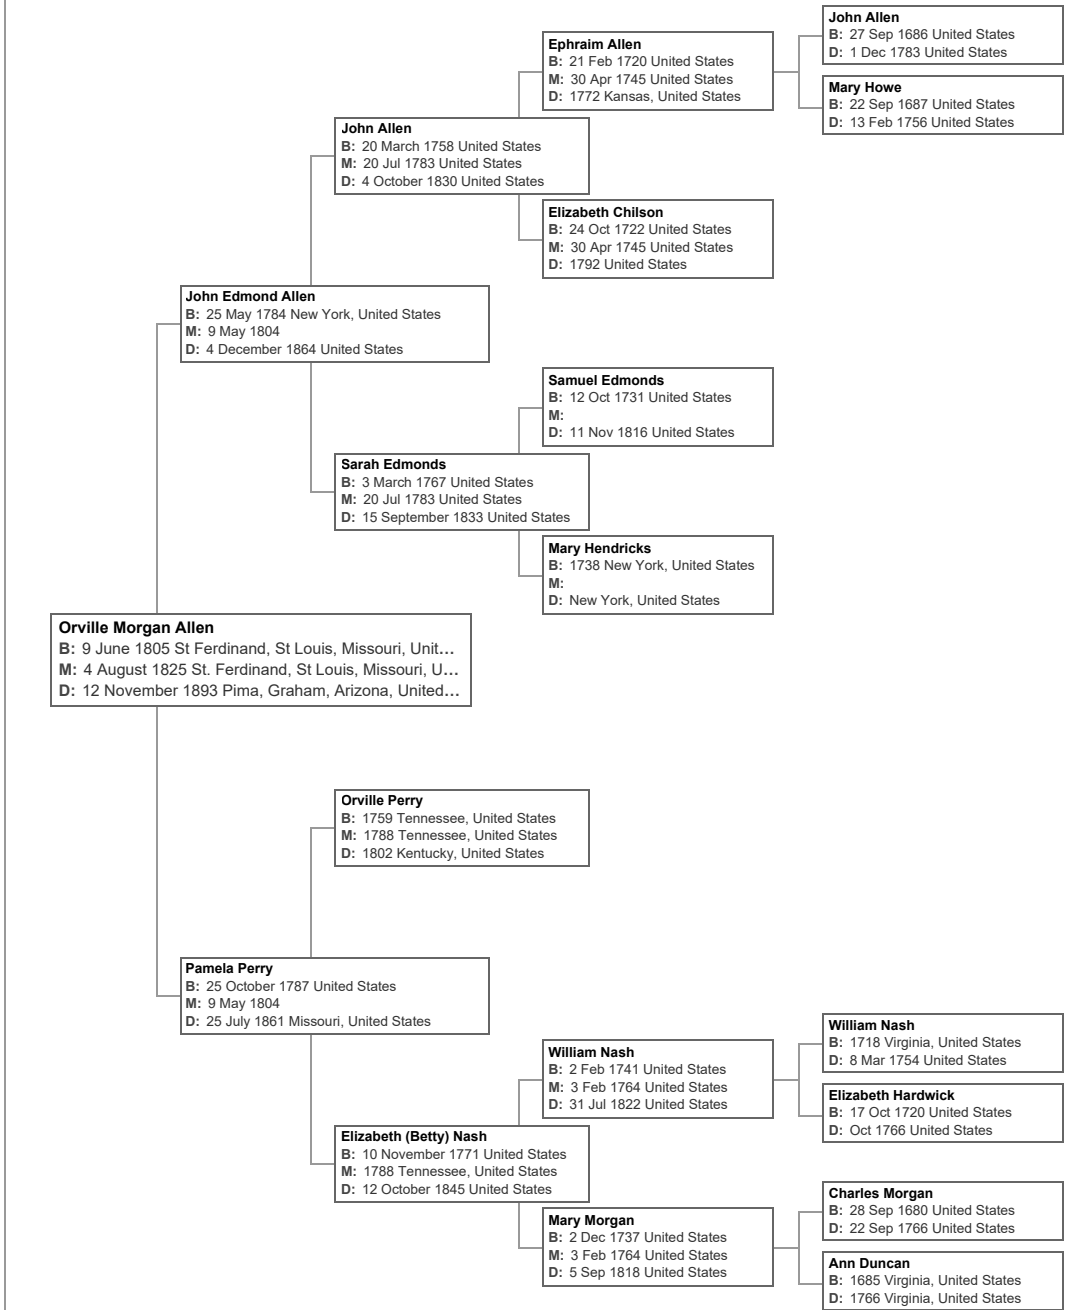 John Allen
B: 27 Sep 1686 United States
D: 1 Dec 1783 United States
Ephraim Allen
B: 21 Feb 1720 United States
M: 30 Apr 1745 United States
D: 1772 Kansas, United States
Mary Howe
B: 22 Sep 1687 United States
D: 13 Feb 1756 United States
John Allen
B: 20 March 1758 United States
M: 20 Jul 1783 United States
D: 4 October 1830 United States
Elizabeth Chilson
B: 24 Oct 1722 United States
M: 30 Apr 1745 United States
D: 1792 United States
John Edmond Allen
B: 25 May 1784 New York, United States
M: 9 May 1804
D: 4 December 1864 United States
Samuel Edmonds
B: 12 Oct 1731 United States
M:
D: 11 Nov 1816 United States
Sarah Edmonds
B: 3 March 1767 United States
M: 20 Jul 1783 United States
D: 15 September 1833 United States
Mary Hendricks
B: 1738 New York, United States
M:
D: New York, United States
Orville Morgan Allen
B: 9 June 1805 St Ferdinand, St Louis, Missouri, Unit...
M: 4 August 1825 St. Ferdinand, St Louis, Missouri, U...
D: 12 November 1893 Pima, Graham, Arizona, United...
Orville Perry
B: 1759 Tennessee, United States
M: 1788 Tennessee, United States
D: 1802 Kentucky, United States
Pamela Perry
B: 25 October 1787 United States
M: 9 May 1804
D: 25 July 1861 Missouri, United States
William Nash
B: 1718 Virginia, United States
D: 8 Mar 1754 United States
William Nash
B: 2 Feb 1741 United States
M: 3 Feb 1764 United States
D: 31 Jul 1822 United States
Elizabeth Hardwick
B: 17 Oct 1720 United States
D: Oct 1766 United States
Elizabeth (Betty) Nash
B: 10 November 1771 United States
M: 1788 Tennessee, United States
D: 12 October 1845 United States
Charles Morgan
B: 28 Sep 1680 United States
D: 22 Sep 1766 United States
Mary Morgan
B: 2 Dec 1737 United States
M: 3 Feb 1764 United States
D: 5 Sep 1818 United States
Ann Duncan
B: 1685 Virginia, United States
D: 1766 Virginia, United States